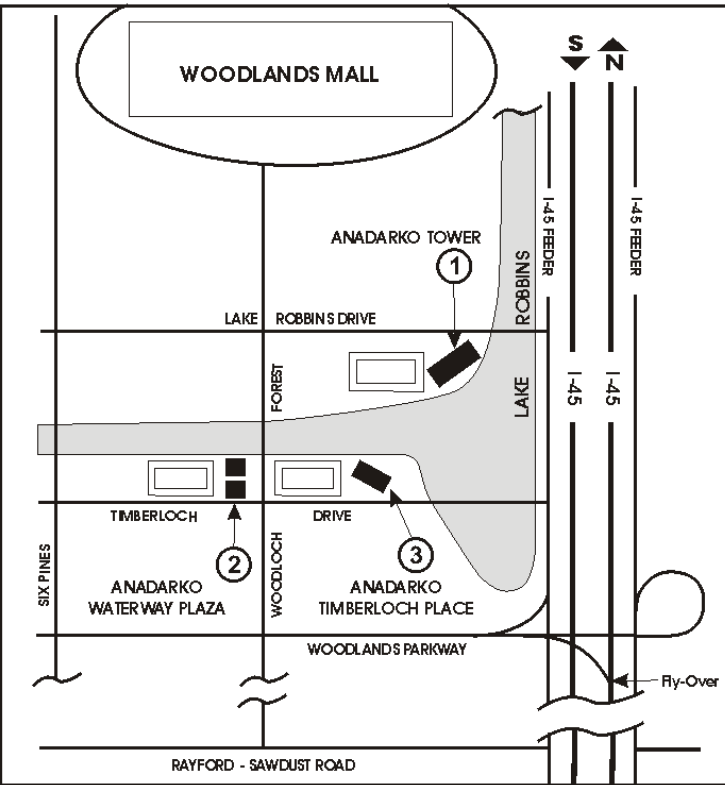 WOODLANDS MALL
S
N
I-45 FEEDER
I-45 FEEDER
ANADARKO TOWER
1
LAKE ROBBINS
LAKE ROBBINS DRIVE
I-45
I-45
WOODLOCH FOREST
TIMBERLOCH DRIVE
2
3
SIX PINES
ANADARKO
WATERWAY PLAZA
ANADARKO
TIMBERLOCH PLACE
WOODLANDS PARKWAY
Fly-Over
RAYFORD - SAWDUST ROAD